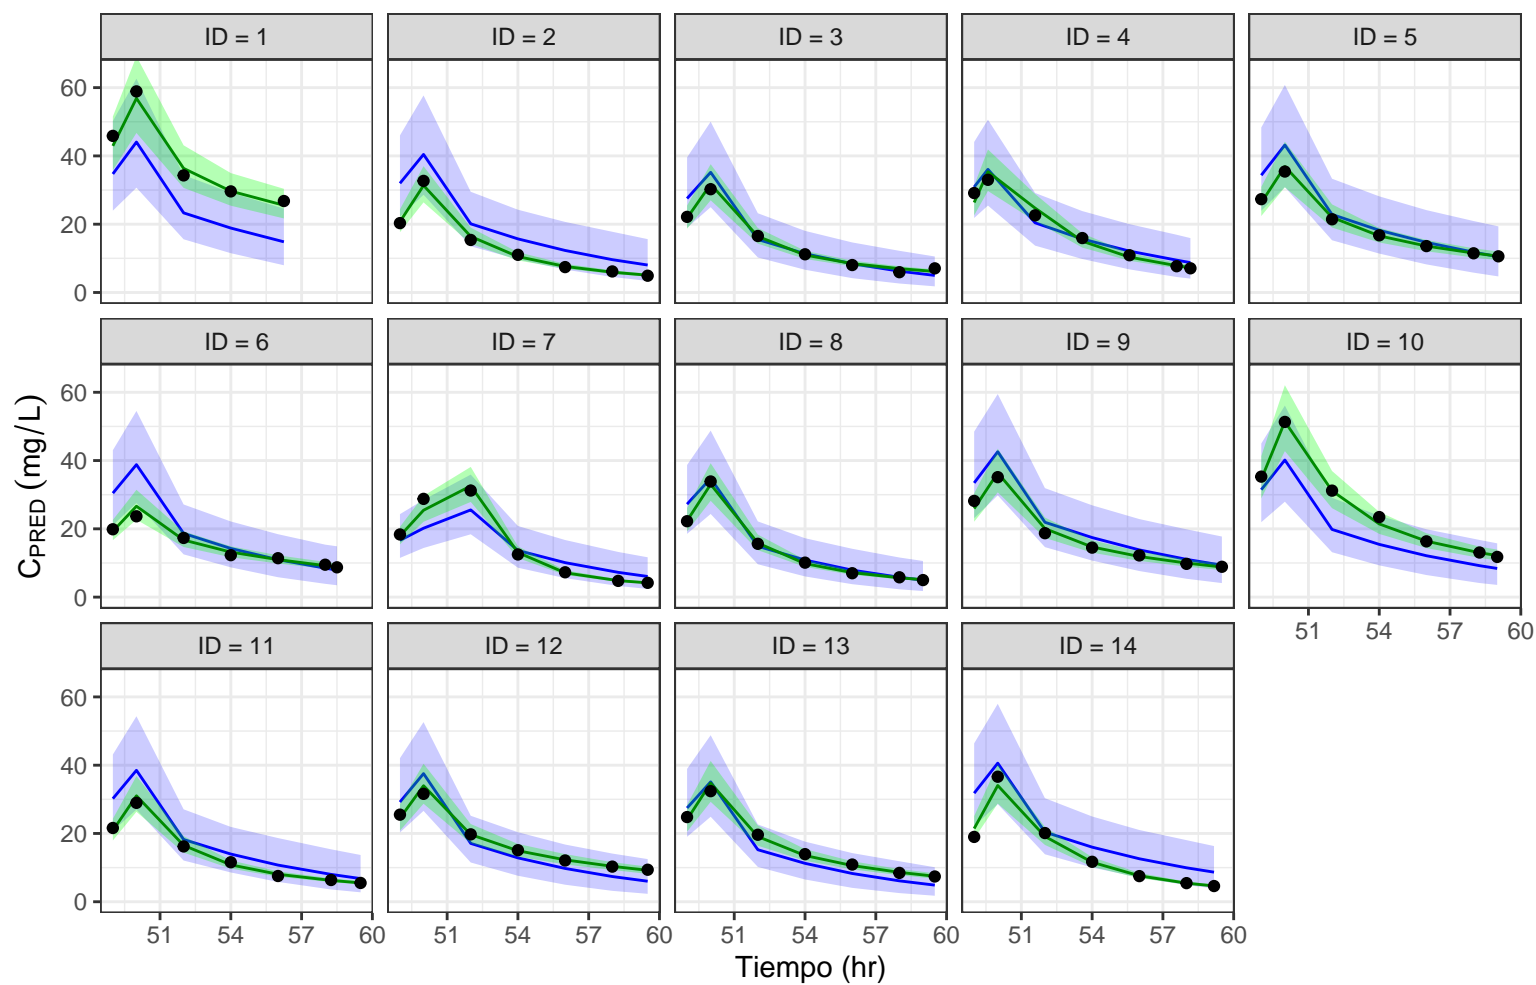 ID = 1 ID = 2 ID = 3 ID = 4 ID = 5
60
40
20
0
ID = 6 ID = 7 ID = 8 ID = 9 ID = 10
60
40
20
0
51 54 57 60
ID = 11 ID = 12 ID = 13 ID = 14
60
40
20
0
51 54 57 60 51 54 57 60 51 54 57 60 51 54 57 60
Tiempo (hr)
CPRED (mg/L)